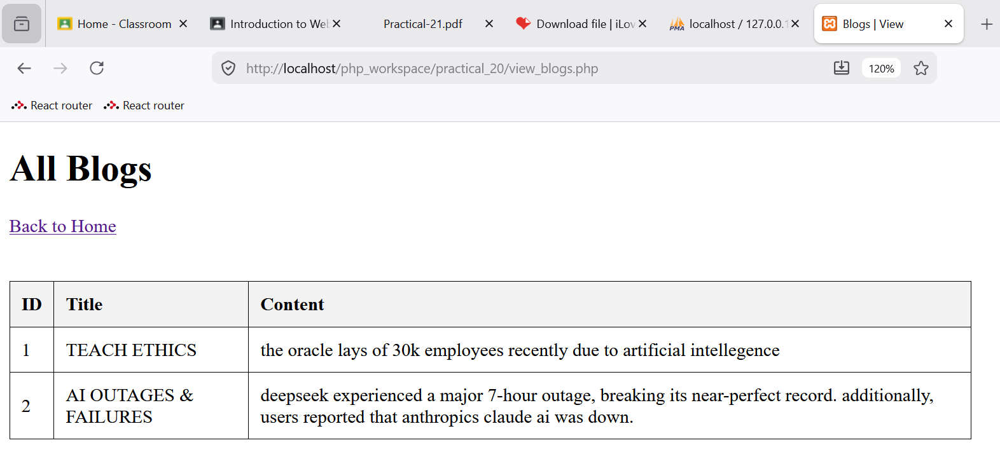 Home - Classroom
Introduction to Web
Practical-21.pdf
Download file | iLov
localhost / 127.0.0.1
Blogs | View
http://localhost/php_workspace/practical_20/view_blogs.php
120%
React router
React router
All Blogs
Back to Home
ID Title Content
1 TEACH ETHICS the oracle lays of 30k employees recently due to artificial intellegence
2 AI OUTAGES & FAILURES
deepseek experienced a major 7-hour outage, breaking its near-perfect record. additionally,
users reported that anthropics claude ai was down.